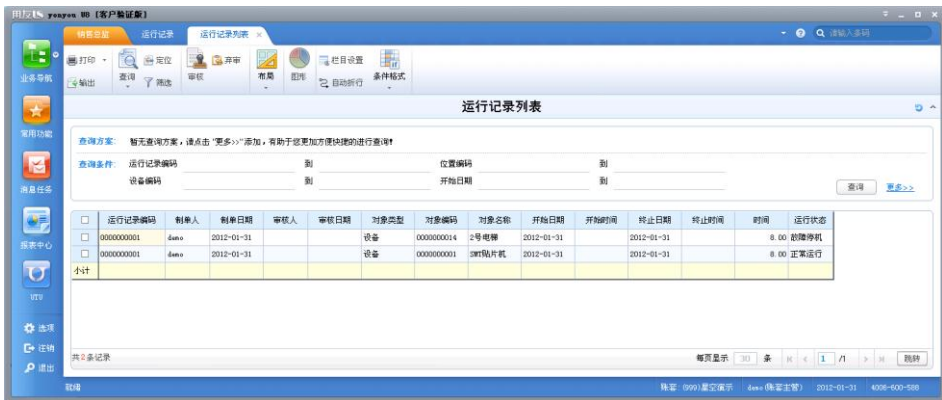 用友U8 yonyou U8 【客户验证版】
销售总览 运行记录 运行记录列表 ×
请输入条码
业务导航
常用功能
消息任务
报表中心
UTU
选项
注销
退出
打印 定位 审核 弃审 栏目设置
输出 查询 筛选 布局 图形 自动折行 条件格式
运行记录列表
查询方案: 暂无查询方案,请点击“更多>>”添加,有助于您更加方便快捷的进行查询!
查询条件: 运行记录编码 到 位置编码 到
设备编码 到 开始日期 到
查询 更多>>
运行记录编码 制单人 制单日期 审核人 审核日期 对象类型 对象编码 对象名称 开始日期 开始时间 终止日期 终止时间 时间 运行状态
0000000001 demo 2012-01-31 设备 0000000014 2号电梯 2012-01-31 2012-01-31 8.00 故障停机
0000000001 demo 2012-01-31 设备 0000000001 SMT贴片机 2012-01-31 2012-01-31 8.00 正常运行
小计
共2条记录 每页显示 30 条 1 /1 跳转
就绪 账套:(999)星空演示 demo(账套主管) 2012-01-31 4006-600-588